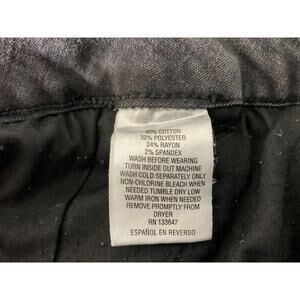 42% COTTON
32% POLYESTER
24% RAYON
2% SPANDEX
WASH BEFORE WEARING
TURN INSIDE OUT MACHINE
WASH COLD SEPARATELY ONLY
NON-CHLORINE BLEACH WHEN
NEEDED TUMBLE DRY LOW
WARM IRON WHEN NEEDED
REMOVE PROMPTLY FROM
DRYER
RN 133647
ESPAÑOL EN REVERSO